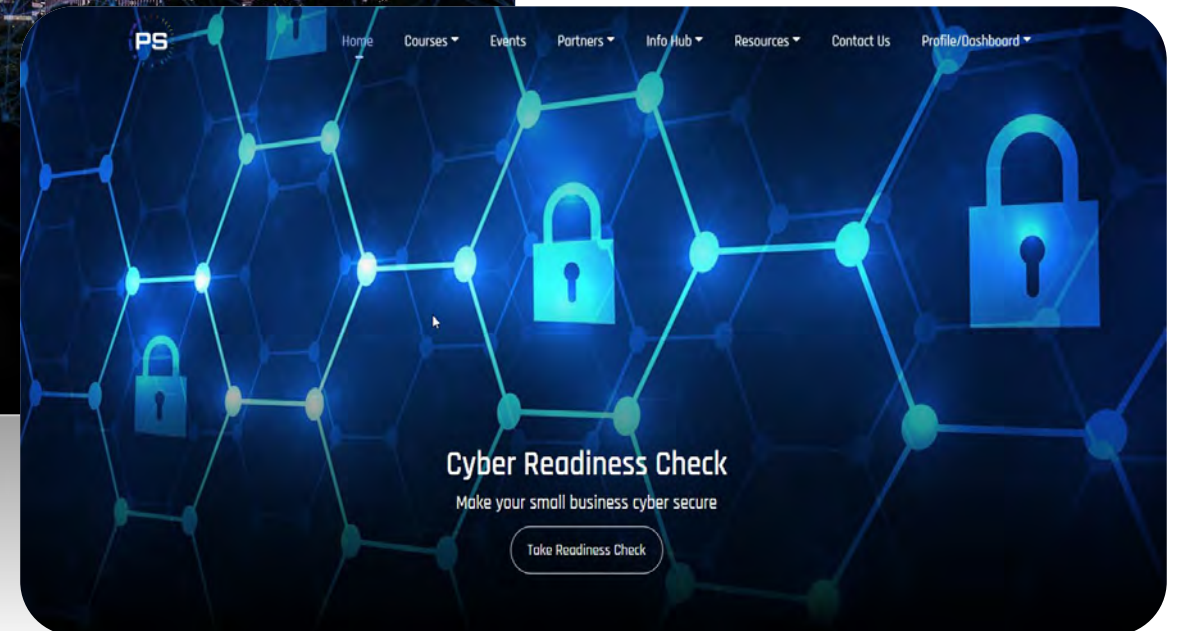 PS
Home Courses Events Partners Info Hub Resources Contact Us Profile/Dashboard
Cyber Readiness Check
Make your small business cyber secure
Take Readiness Check